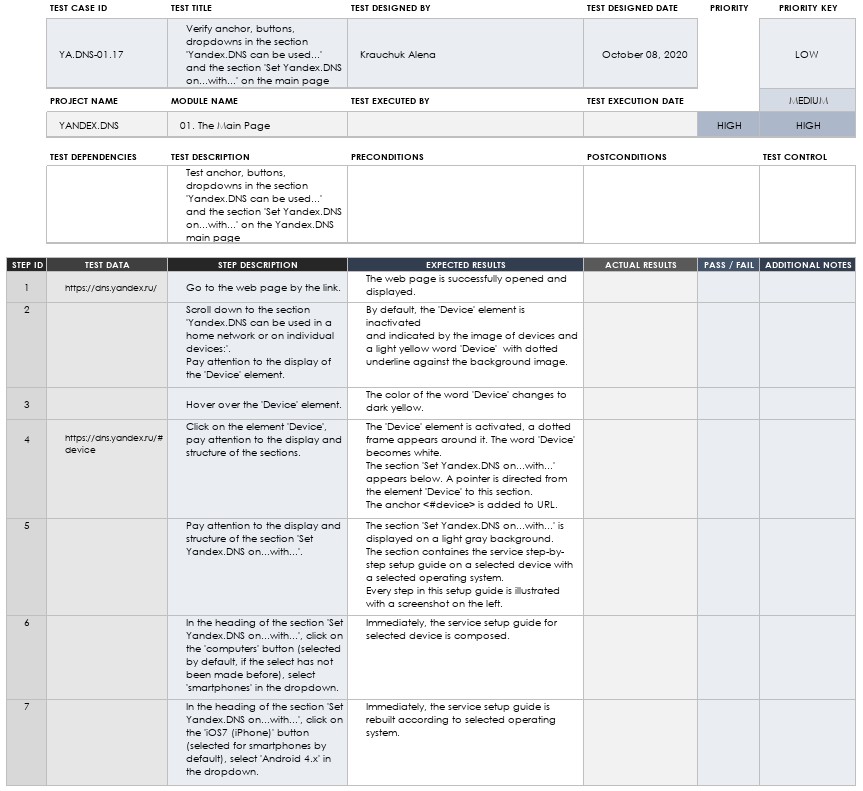 TEST CASE ID TEST TITLE TEST DESIGNED BY TEST DESIGNED DATE PRIORITY PRIORITY KEY
YA.DNS-01.17
Verify anchor, buttons,
dropdowns in the section
'Yandex.DNS can be used...'
and the section 'Set Yandex.DNS
on...with...' on the main page
Krauchuk Alena
October 08, 2020
LOW
PROJECT NAME MODULE NAME TEST EXECUTED BY TEST EXECUTION DATE MEDIUM
YANDEX.DNS 01. The Main Page HIGH HIGH
TEST DEPENDENCIES TEST DESCRIPTION PRECONDITIONS POSTCONDITIONS TEST CONTROL
Test anchor, buttons,
dropdowns in the section
'Yandex.DNS can be used...'
and the section 'Set Yandex.DNS
on...with...' on the Yandex.DNS
main page
STEP ID TEST DATA STEP DESCRIPTION EXPECTED RESULTS ACTUAL RESULTS PASS / FAIL ADDITIONAL NOTES
1
https://dns.yandex.ru/
Go to the web page by the link.
The web page is successfully opened and
displayed.
2
Scroll down to the section
'Yandex.DNS can be used in a
home network or on individual
devices:'.
Pay attention to the display of
the 'Device' element.
By default, the 'Device' element is
inactivated
and indicated by the image of devices and
a light yellow word 'Device' with dotted
underline against the background image.
3
Hover over the 'Device' element.
The color of the word 'Device' changes to
dark yellow.
4
https://dns.yandex.ru/#
device
Click on the element 'Device',
pay attention to the display and
structure of the sections.
The 'Device' element is activated, a dotted
frame appears around it. The word 'Device'
becomes white.
The section 'Set Yandex.DNS on...with...'
appears below. A pointer is directed from
the element 'Device' to this section.
The anchor <#device> is added to URL.
5
Pay attention to the display and
structure of the section 'Set
Yandex.DNS on...with...'.
The section 'Set Yandex.DNS on...with...' is
displayed on a light gray background.
The section containes the service step-by-
step setup guide on a selected device with
a selected operating system.
Every step in this setup guide is illustrated
with a screenshot on the left.
6
In the heading of the section 'Set
Yandex.DNS on...with...', click on
the 'computers' button (selected
by default, if the select has not
been made before), select
'smartphones' in the dropdown.
Immediately, the service setup guide for
selected device is composed.
7
In the heading of the section 'Set
Yandex.DNS on...with...', click on
the 'iOS7 (iPhone)' button
(selected for smartphones by
default), select 'Android 4.x' in
the dropdown.
Immediately, the service setup guide is
rebuilt according to selected operating
system.